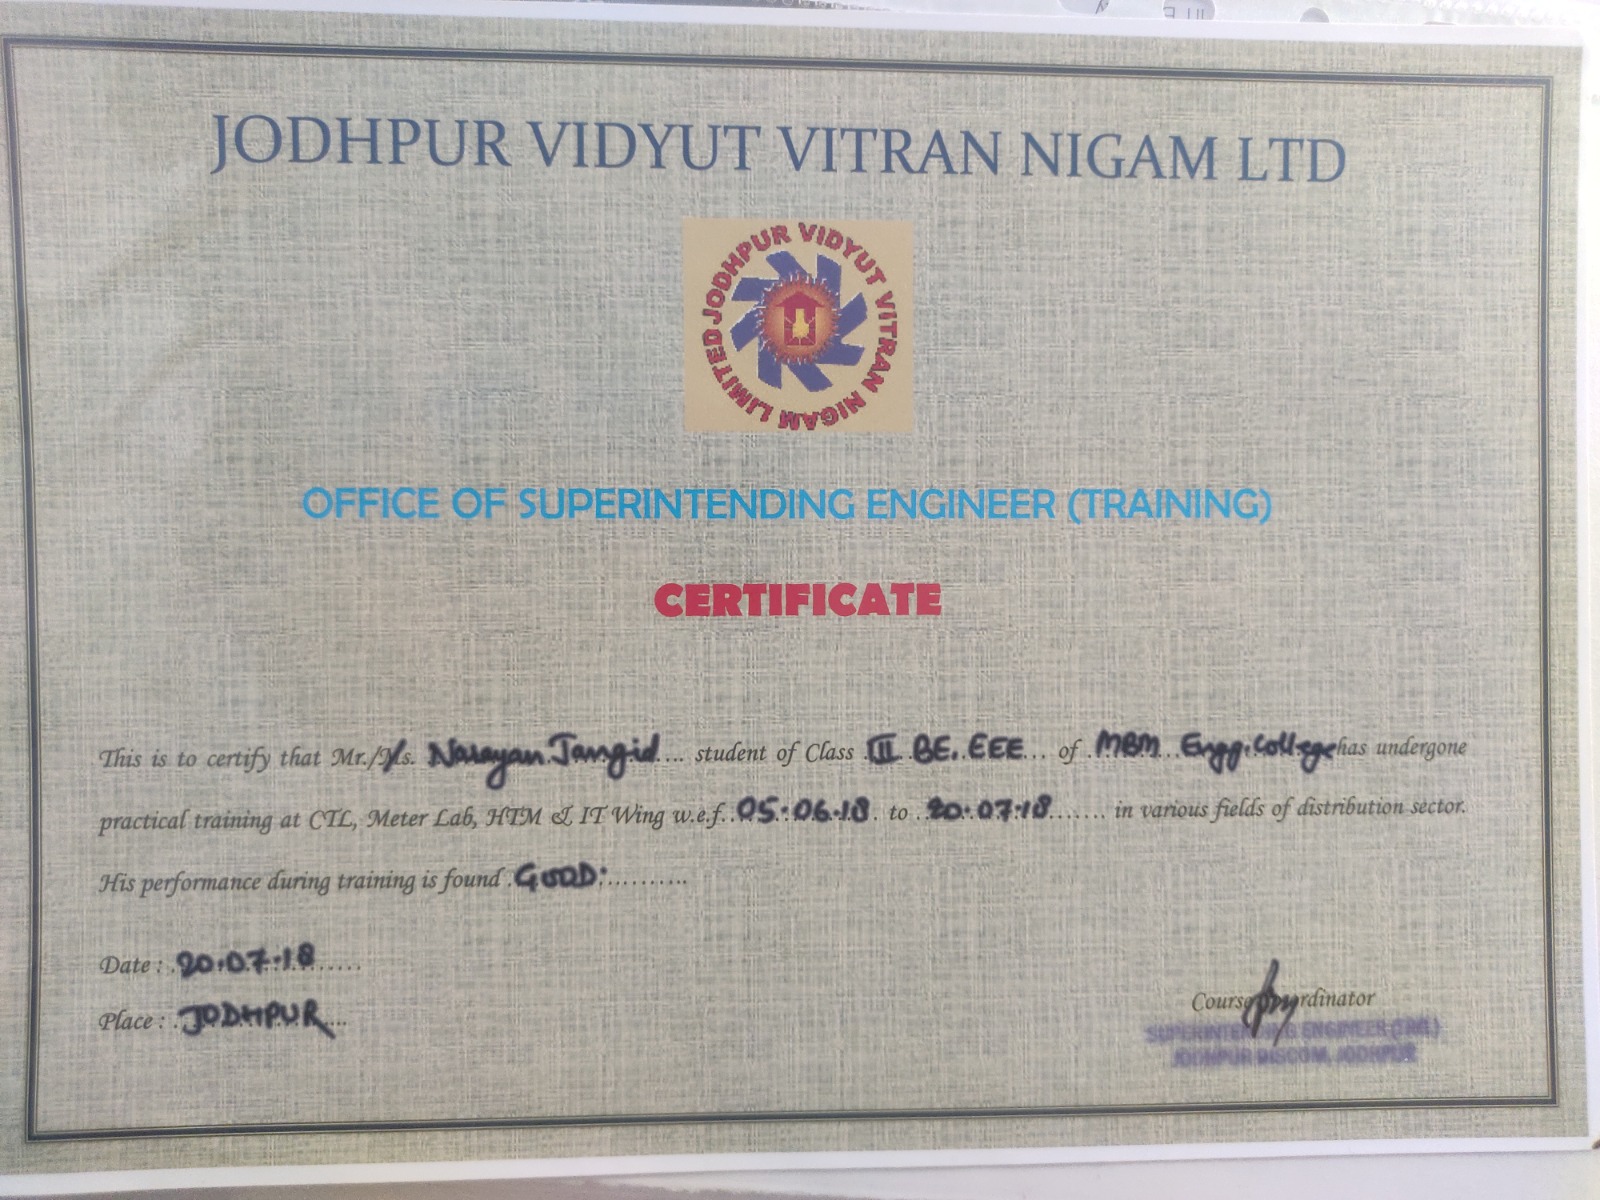 JODHPUR VIDYUT VITRAN NIGAM LTD
JODHPUR VIDYUT VITRAN NIGAM LIMITED
OFFICE OF SUPERINTENDING ENGINEER (TRAINING)
CERTIFICATE
This is to certify that Mr./Ms. Narayan Jangid.... student of Class .III. BE. EEE... of .MBM. Engg. College has undergone
practical training at CTL, Meter Lab, HTM & IT Wing w.e.f. 05.06.18. to ..20.07.18....... in various fields of distribution sector.
His performance during training is found .GOOD...........
Date : .20.07.18......
Place : .JODHPUR...
Course Coordinator
SUPERINTENDING ENGINEER (TRG.)
JODHPUR DISCOM, JODHPUR